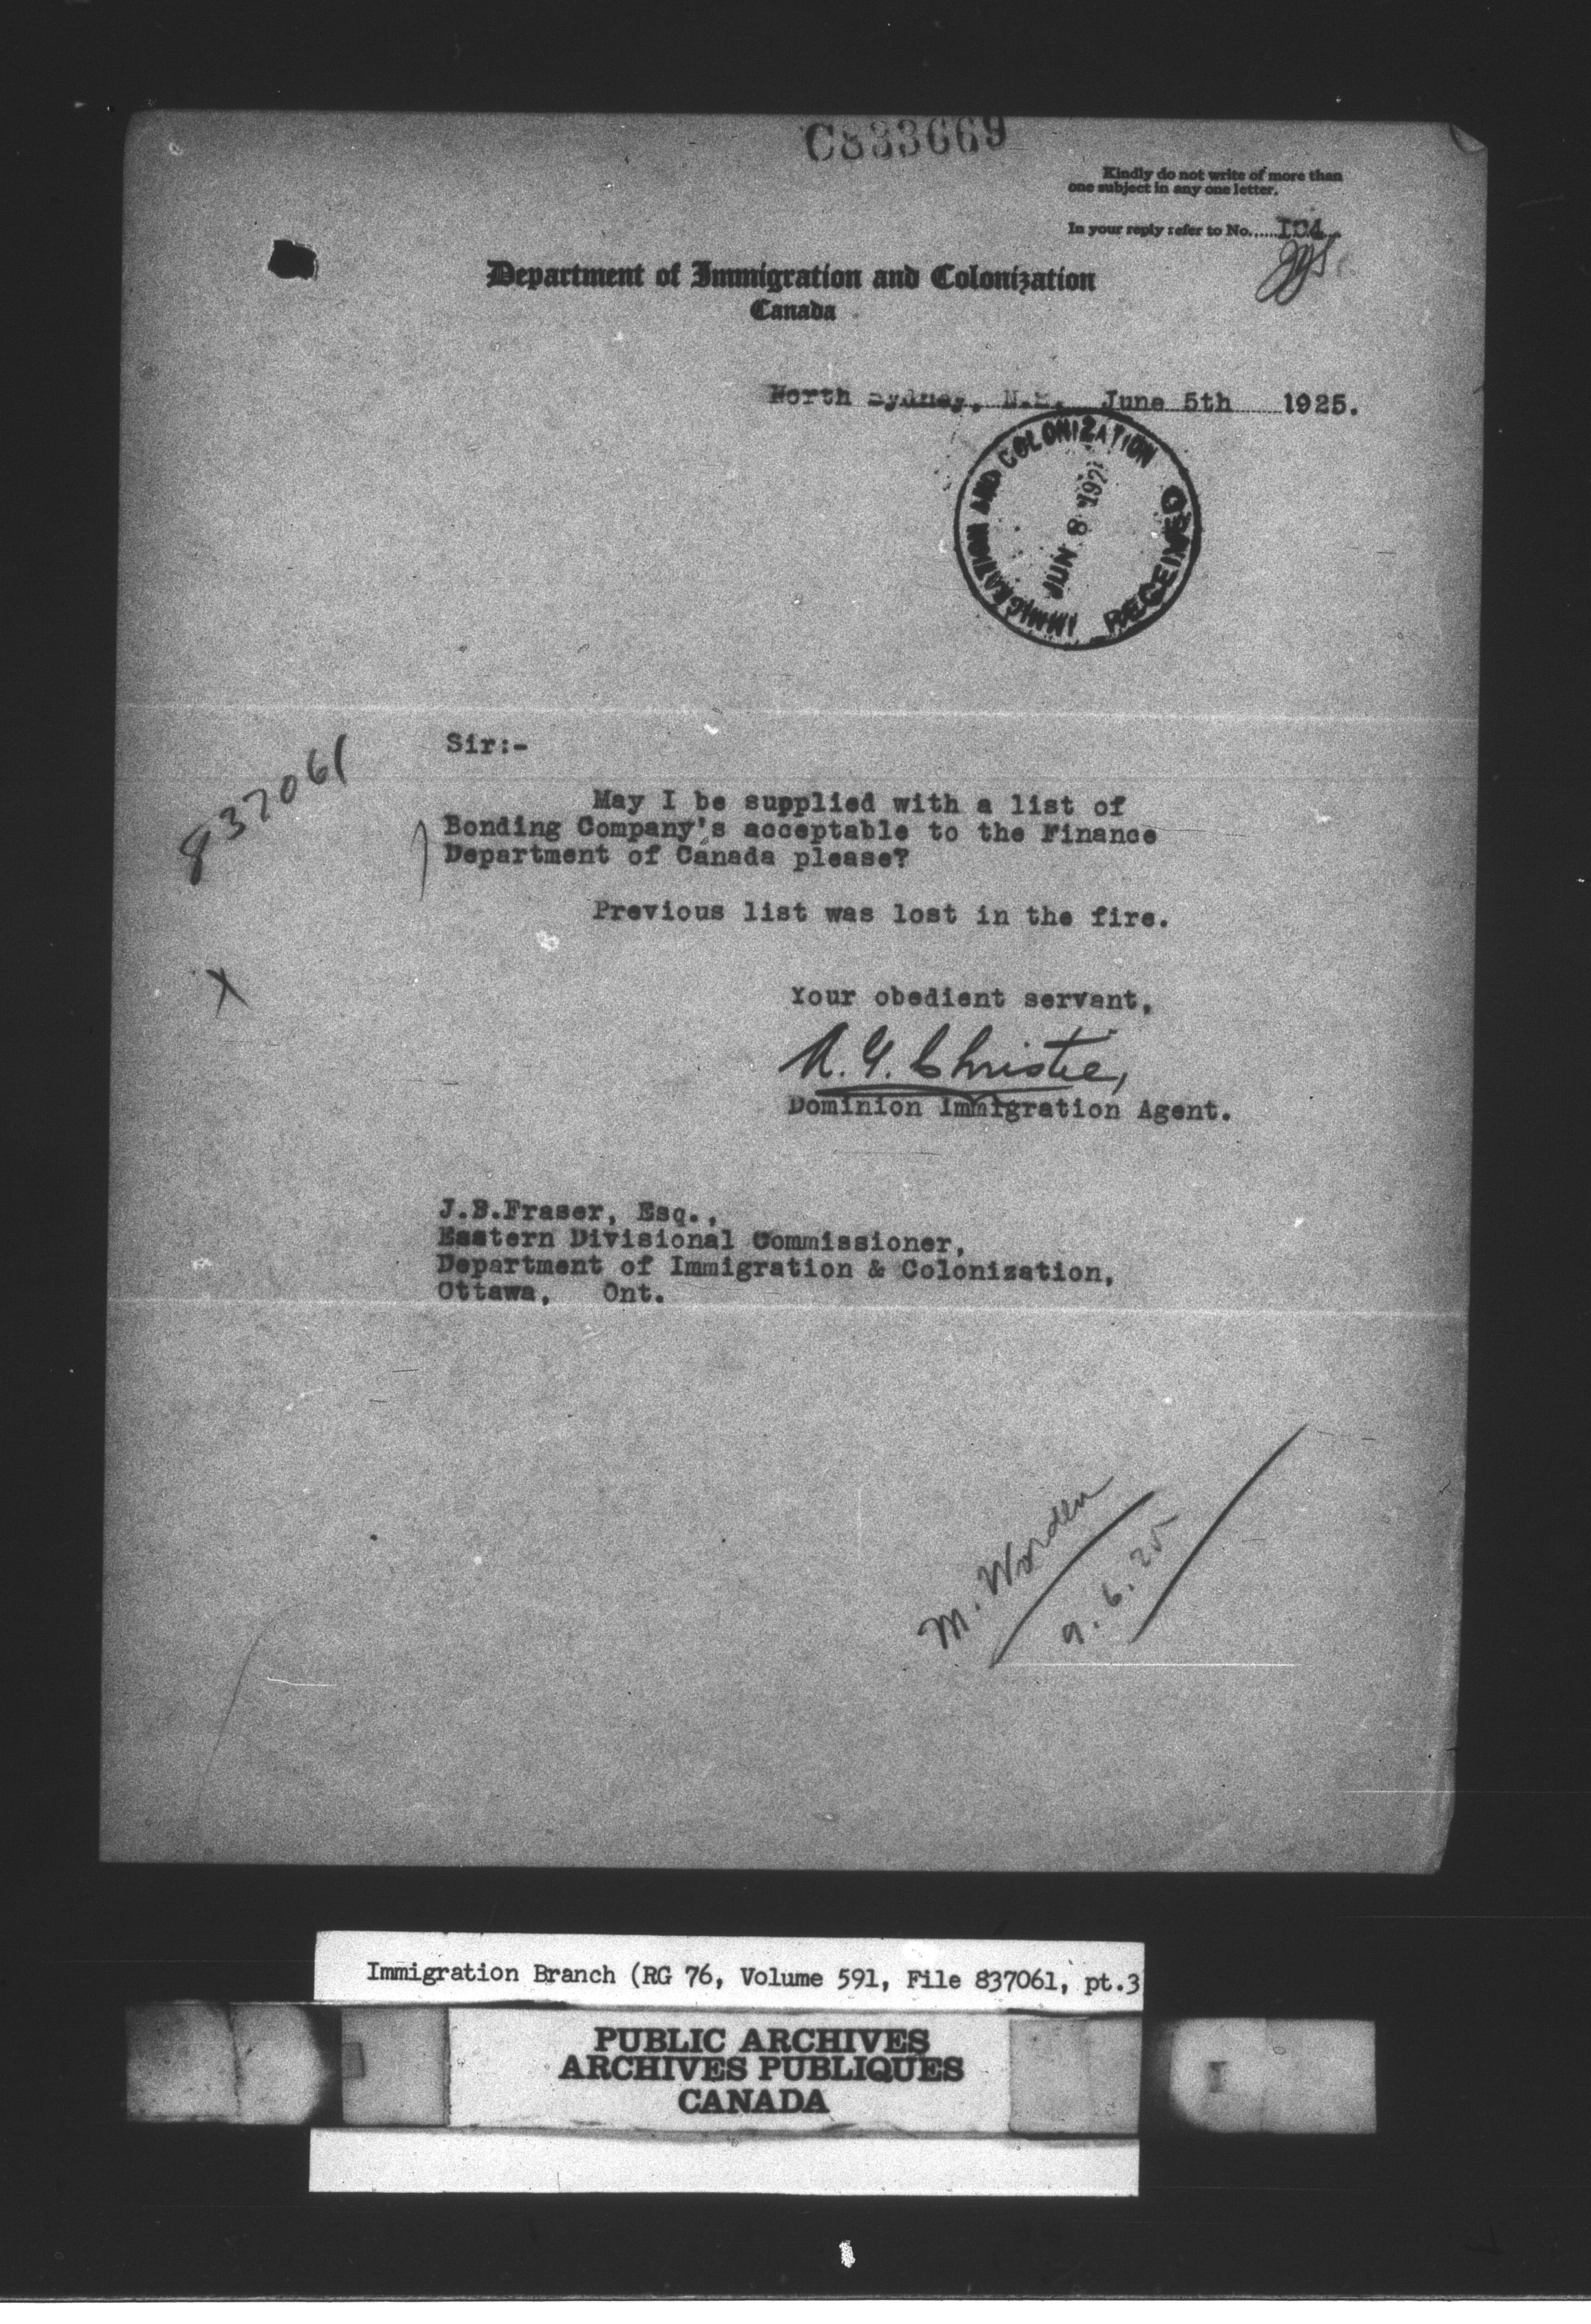 C833669
Kindly do not write of more than
one subject in any one letter.
In your reply refer to No......
Department of Immigration and Colonization
Canada
North Sydney, N.S. June 5th 1925.
IMMIGRATION AND COLONIZATION
JUN 8 192
RECEIVED
837061
Sir:-
May I be supplied with a list of
Bonding Company's acceptable to the Finance
Department of Canada please?
Previous list was lost in the fire.
X
Your obedient servant,
Christie,
Dominion Immigration Agent.
J.B.Fraser, Esq.,
Eastern Divisional Commissioner,
Department of Immigration & Colonization,
Ottawa, Ont.
M. Worden
9.6.25
Immigration Branch (RG 76, Volume 591, File 837061, pt.3
PUBLIC ARCHIVES
ARCHIVES PUBLIQUES
CANADA